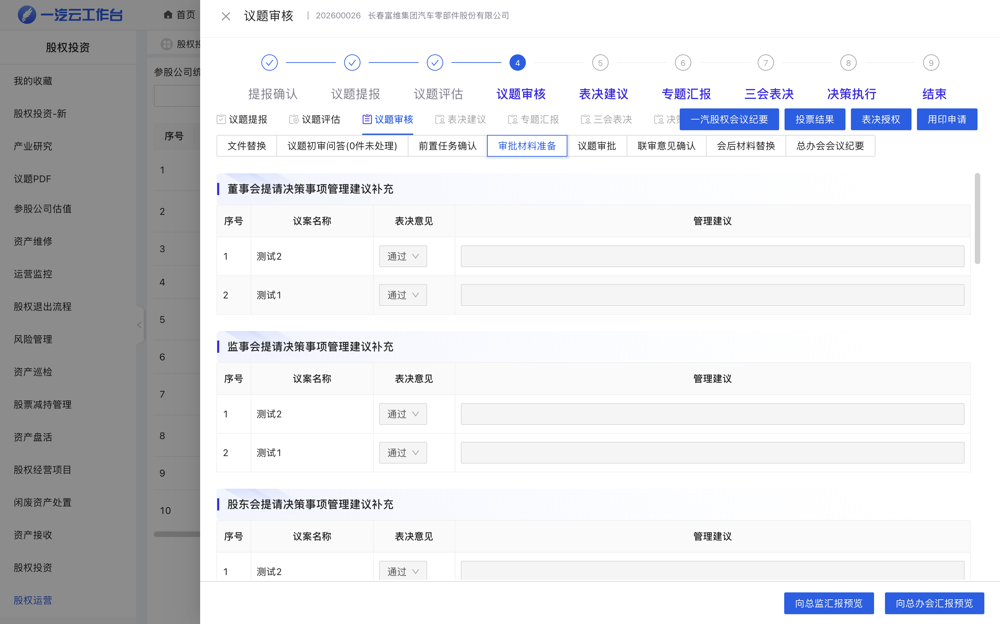 一汽云工作台
首页
股权投资
我的收藏
股权投资-新
产业研究
议题PDF
参股公司估值
资产维修
运营监控
股权退出流程
风险管理
资产巡检
股票减持管理
资产盘活
股权经营项目
闲废资产处置
资产接收
股权投资
股权运营
参股公司统
序号
1
2
3
4
5
6
7
8
9
10
议题审核
202600026 长春富维集团汽车零部件股份有限公司
4 5 6 7 8 9
提报确认 议题提报 议题评估 议题审核 表决建议 专题汇报 三会表决 决策执行 结束
议题提报 议题评估 议题审核 表决建议 专题汇报 三会表决
一汽股权会议纪要 投票结果 表决授权 用印申请
文件替换 议题初审问答(0件未处理) 前置任务确认 审批材料准备 议题审批 联审意见确认 会后材料替换 总办会会议纪要
董事会提请决策事项管理建议补充
序号 议案名称 表决意见 管理建议
1 测试2 通过
2 测试1 通过
监事会提请决策事项管理建议补充
序号 议案名称 表决意见 管理建议
1 测试2 通过
2 测试1 通过
股东会提请决策事项管理建议补充
序号 议案名称 表决意见 管理建议
1 测试2 通过
向总监汇报预览 向总办会汇报预览